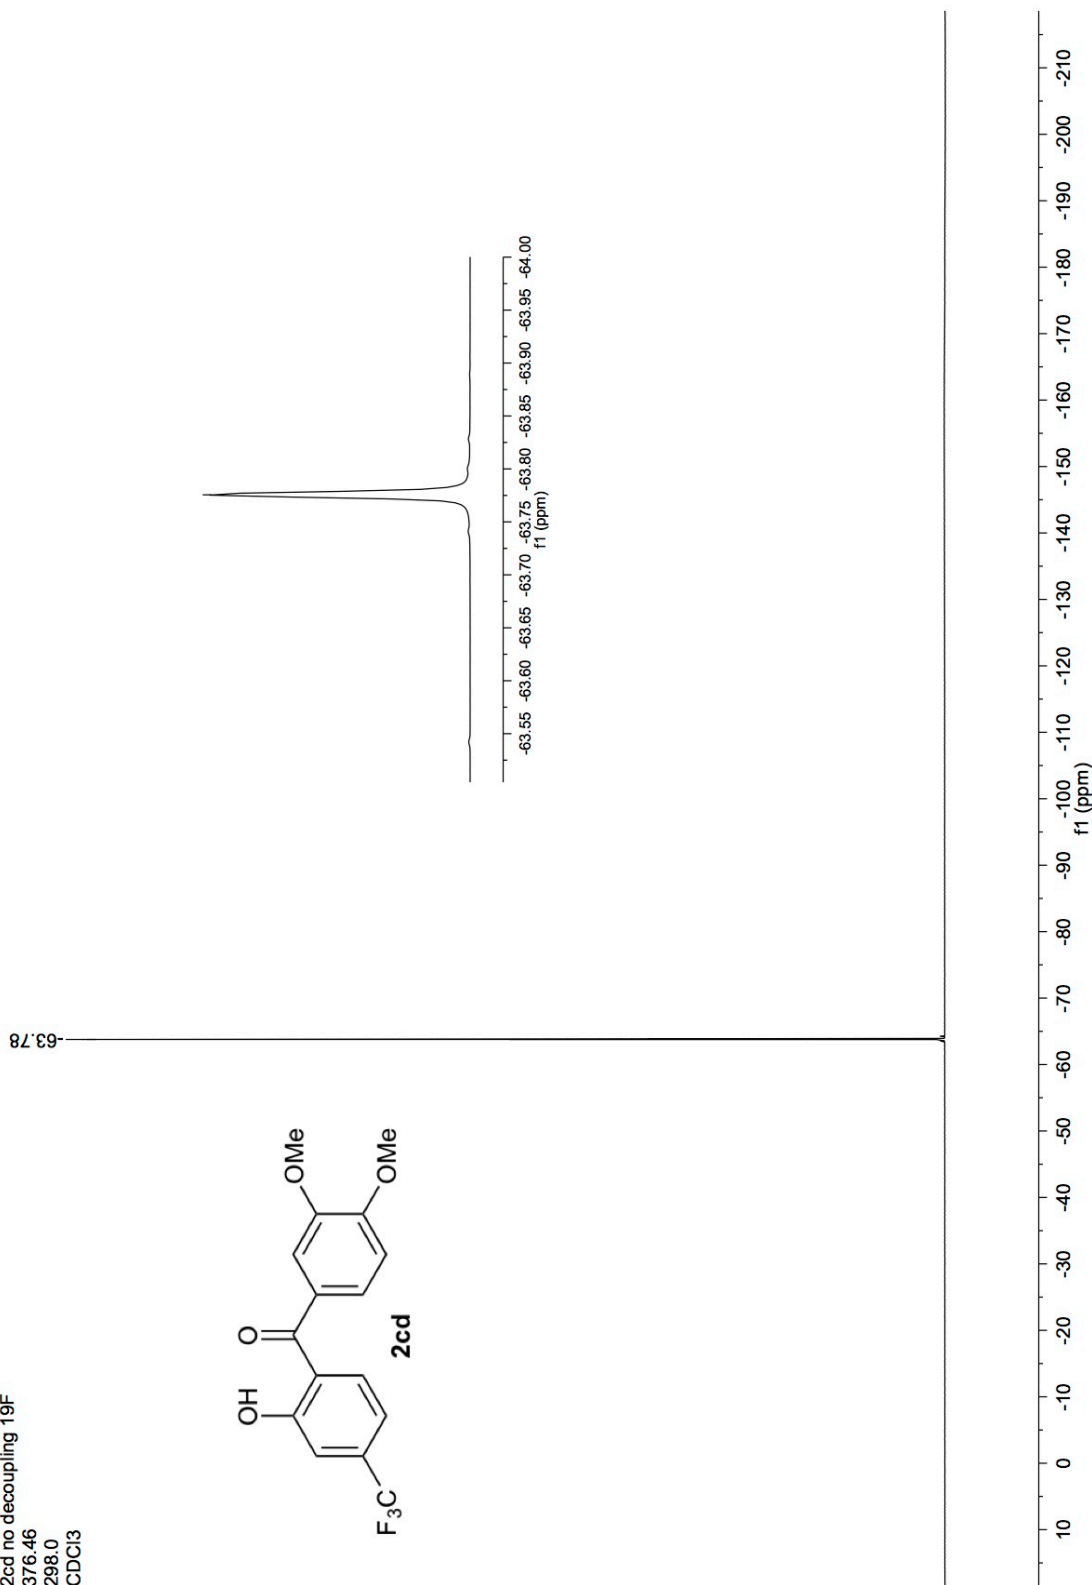 2cd no decoupling 19F
376.46
298.0
CDCl3
-63.78
OH
O
OMe
OMe
F3C
2cd
-63.55 -63.60 -63.65 -63.70 -63.75 -63.80 -63.85 -63.90 -63.95 -64.00
f1 (ppm)
10 0 -10 -20 -30 -40 -50 -60 -70 -80 -90 -100 -110 -120 -130 -140 -150 -160 -170 -180 -190 -200 -210
f1 (ppm)